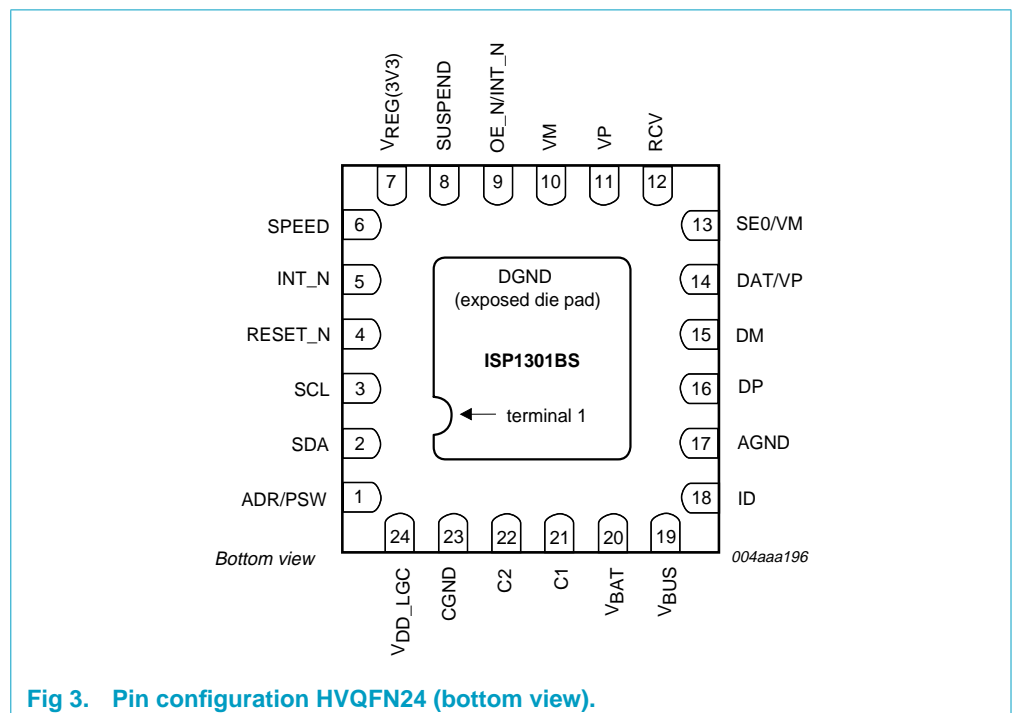 VREG(3V3)
SUSPEND
OE_N/INT_N
VM
VP
RCV
7
8
9
10
11
12
SPEED 6
13 SE0/VM
INT_N 5
14 DAT/VP
RESET_N 4
15 DM
SCL 3
16 DP
SDA 2
17 AGND
ADR/PSW 1
18 ID
DGND
(exposed die pad)
ISP1301BS
terminal 1
24
23
22
21
20
19
VDD_LGC
CGND
C2
C1
VBAT
VBUS
Bottom view
004aaa196
Fig 3. Pin configuration HVQFN24 (bottom view).